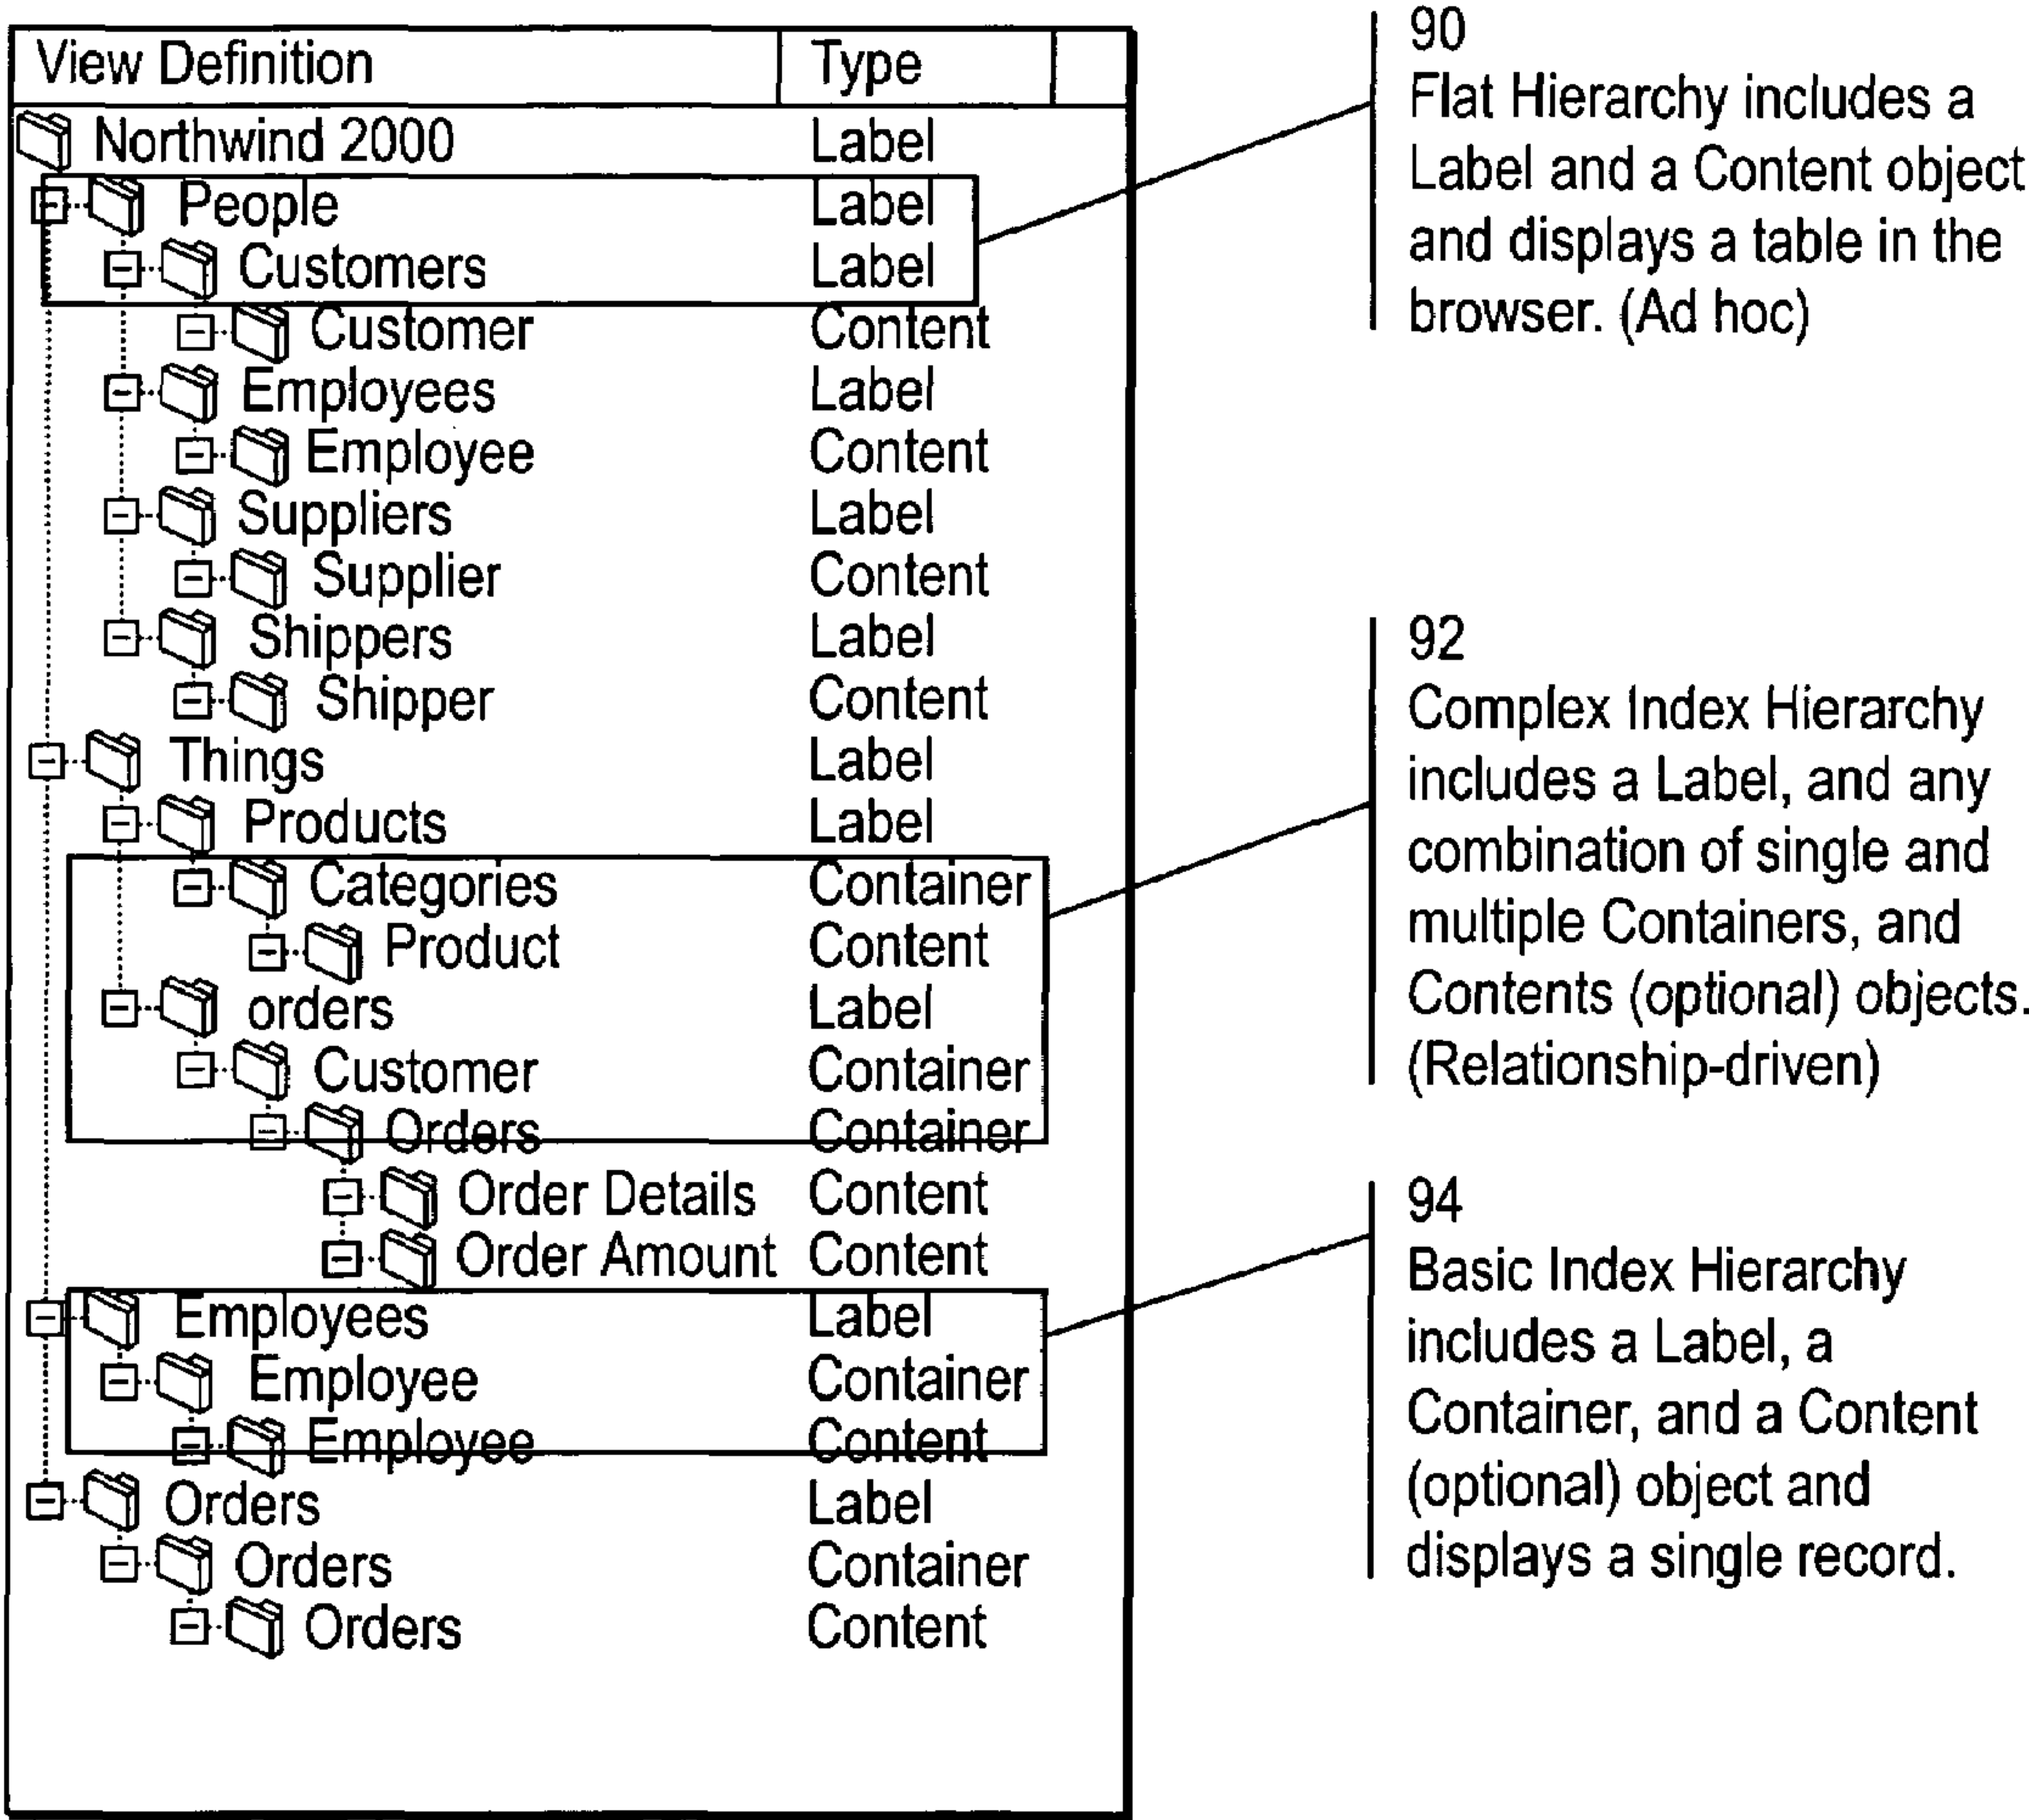 View Definition Type
Northwind 2000 Label
People Label
Customers Label
Customer Content
Employees Label
Employee Content
Suppliers Label
Supplier Content
Shippers Label
Shipper Content
Things Label
Products Label
Categories Container
Product Content
orders Label
Customer Container
Orders Container
Order Details Content
Order Amount Content
Employees Label
Employee Container
Employee Content
Orders Label
Orders Container
Orders Content
90
Flat Hierarchy includes a
Label and a Content object
and displays a table in the
browser. (Ad hoc)
92
Complex Index Hierarchy
includes a Label, and any
combination of single and
multiple Containers, and
Contents (optional) objects.
(Relationship-driven)
94
Basic Index Hierarchy
includes a Label, a
Container, and a Content
(optional) object and
displays a single record.